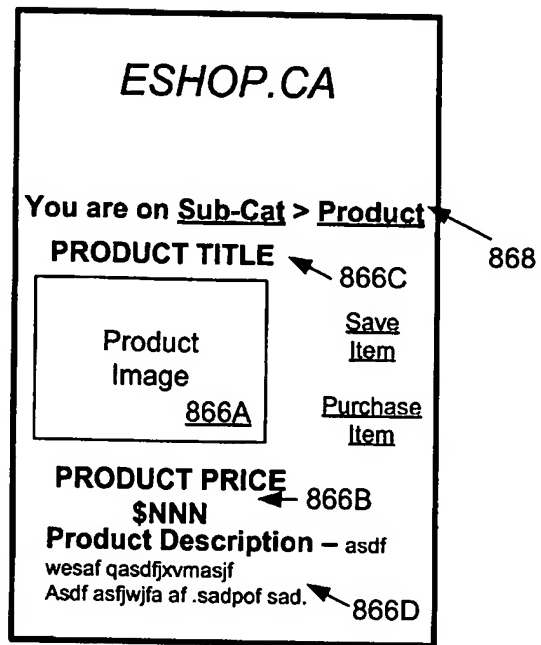 ESHOP.CA
You are on Sub-Cat > Product
868
PRODUCT TITLE
866C
Product
Image
866A
Save
Item
Purchase
Item
PRODUCT PRICE
866B
$NNN
Product Description – asdf
wesaf qasdfjxvmasjf
Asdf asfjwjfa af .sadpof sad.
866D